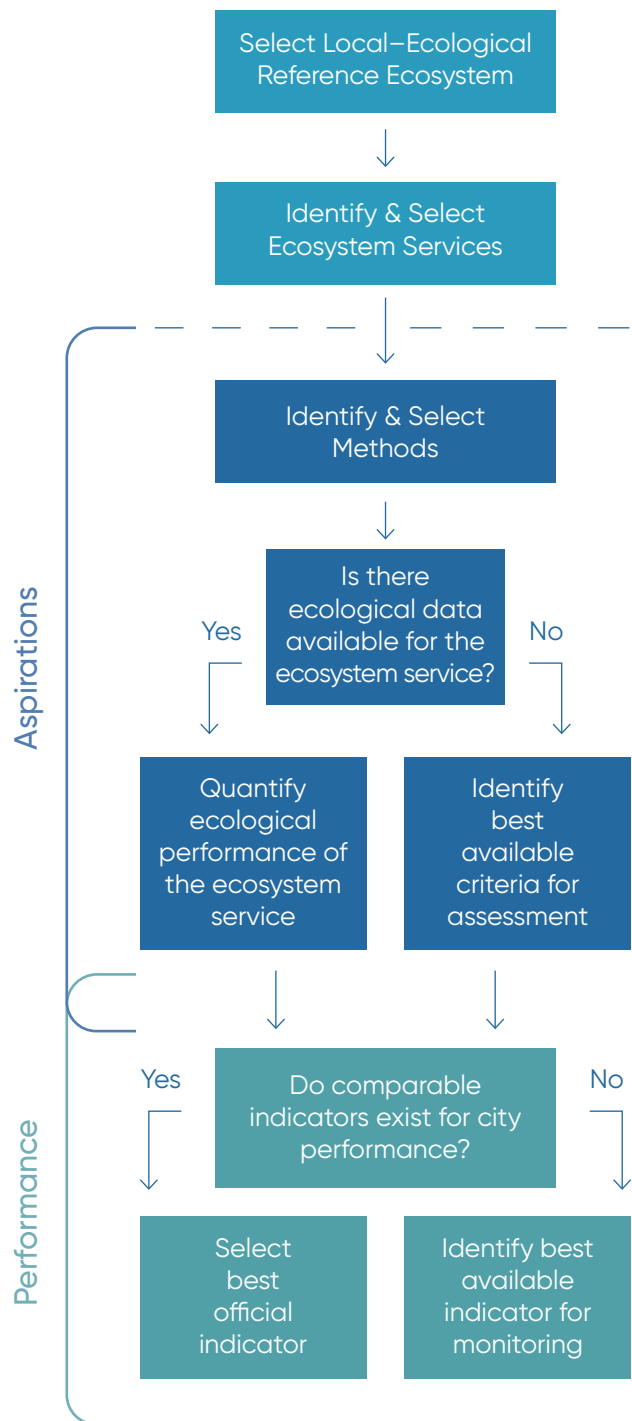 Select Local–Ecological
Reference Ecosystem
Identify & Select
Ecosystem Services
Aspirations
Identify & Select
Methods
Is there
ecological data
available for the
ecosystem service?
Yes
No
Quantify
ecological
performance of
the ecosystem
service
Identify
best
available
criteria for
assessment
Performance
Do comparable
indicators exist for city
performance?
Yes
No
Select
best
official
indicator
Identify best
available
indicator for
monitoring